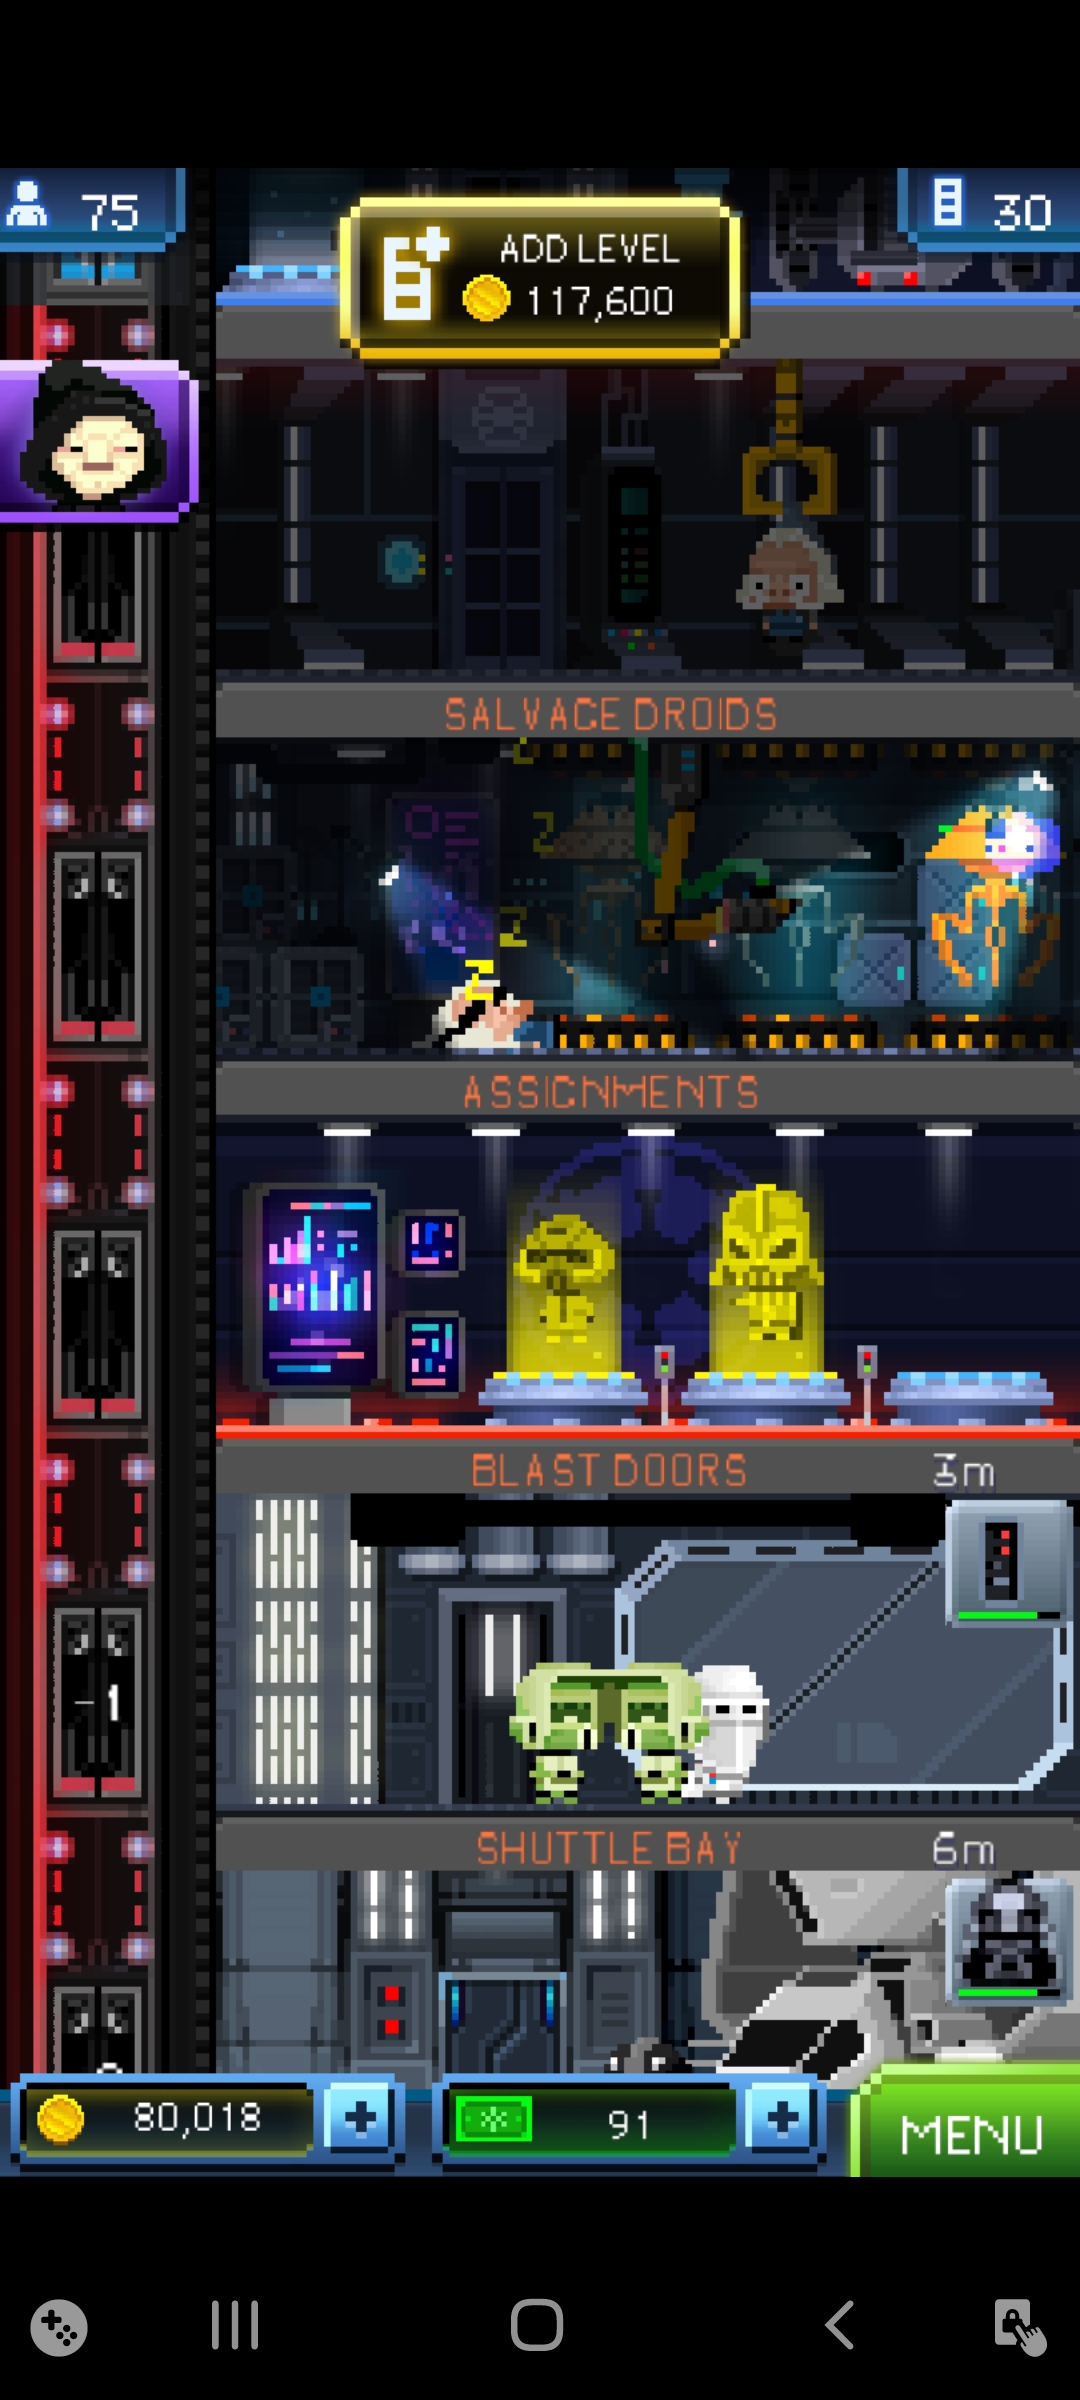 75
30
ADD LEVEL
117,600
SALVAGE DROIDS
Z
Z
Z
Z
ASSIGNMENTS
BLAST DOORS 3m
-1
SHUTTLE BAY 6m
80,018
91
MENU